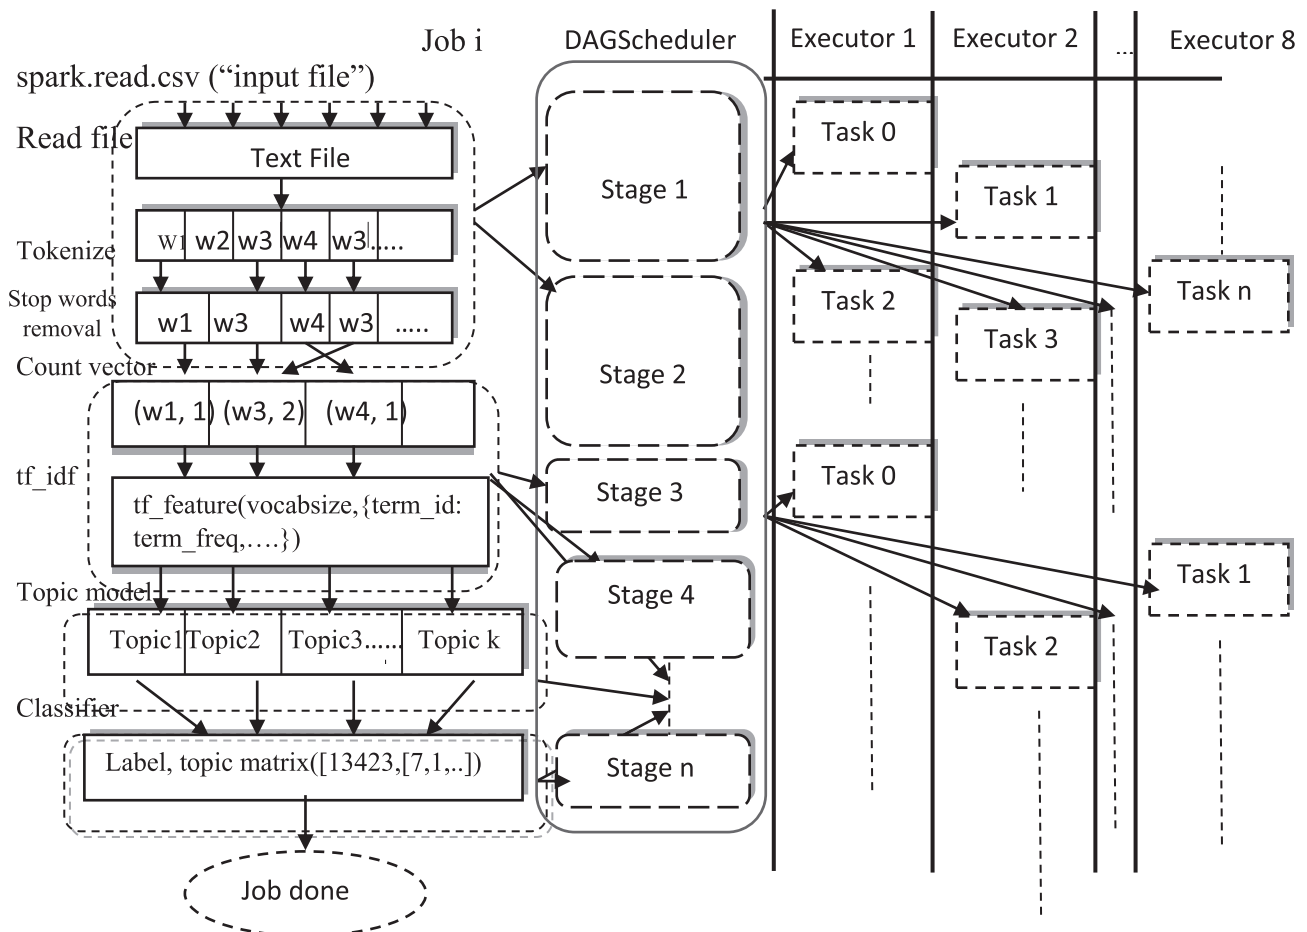 Job i
DAGScheduler
Executor 1
Executor 2
...
Executor 8
spark.read.csv (“input file”)
Read file
Text File
Tokenize
W1 w2 w3 w4 w3.....
Stop words
removal
w1 w3 w4 w3 .....
Count vector
(w1, 1) (w3, 2) (w4, 1)
tf_idf
tf_feature(vocabsize,{term_id:
term_freq,….})
Topic model
Topic1 Topic2 Topic3...... Topic k
Classifier
Label, topic matrix([13423,[7,1,..])
Job done
Stage 1
Stage 2
Stage 3
Stage 4
Stage n
Task 0
Task 1
Task 2
Task n
Task 3
Task 0
Task 1
Task 2